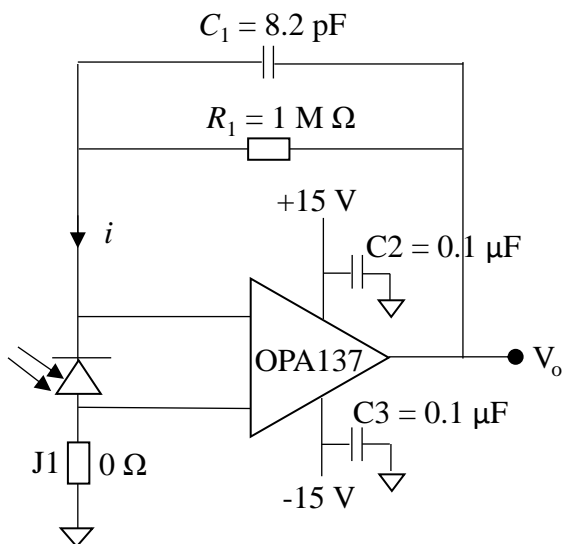 C1 = 8.2 pF
R1 = 1 M Ω
+15 V
i
C2 = 0.1 μF
OPA137
Vo
C3 = 0.1 μF
J1 0 Ω
-15 V